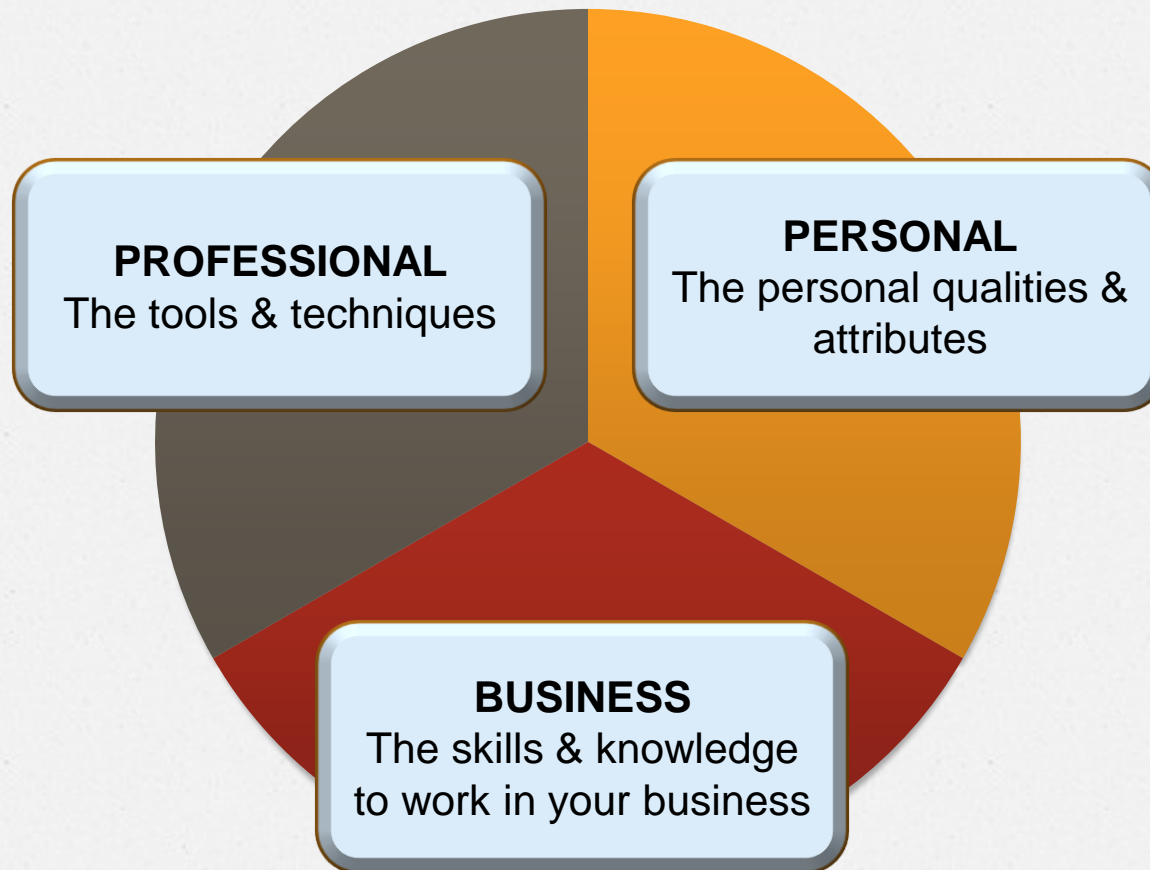 PROFESSIONAL
The tools & techniques
PERSONAL
The personal qualities &
attributes
BUSINESS
The skills & knowledge
to work in your business